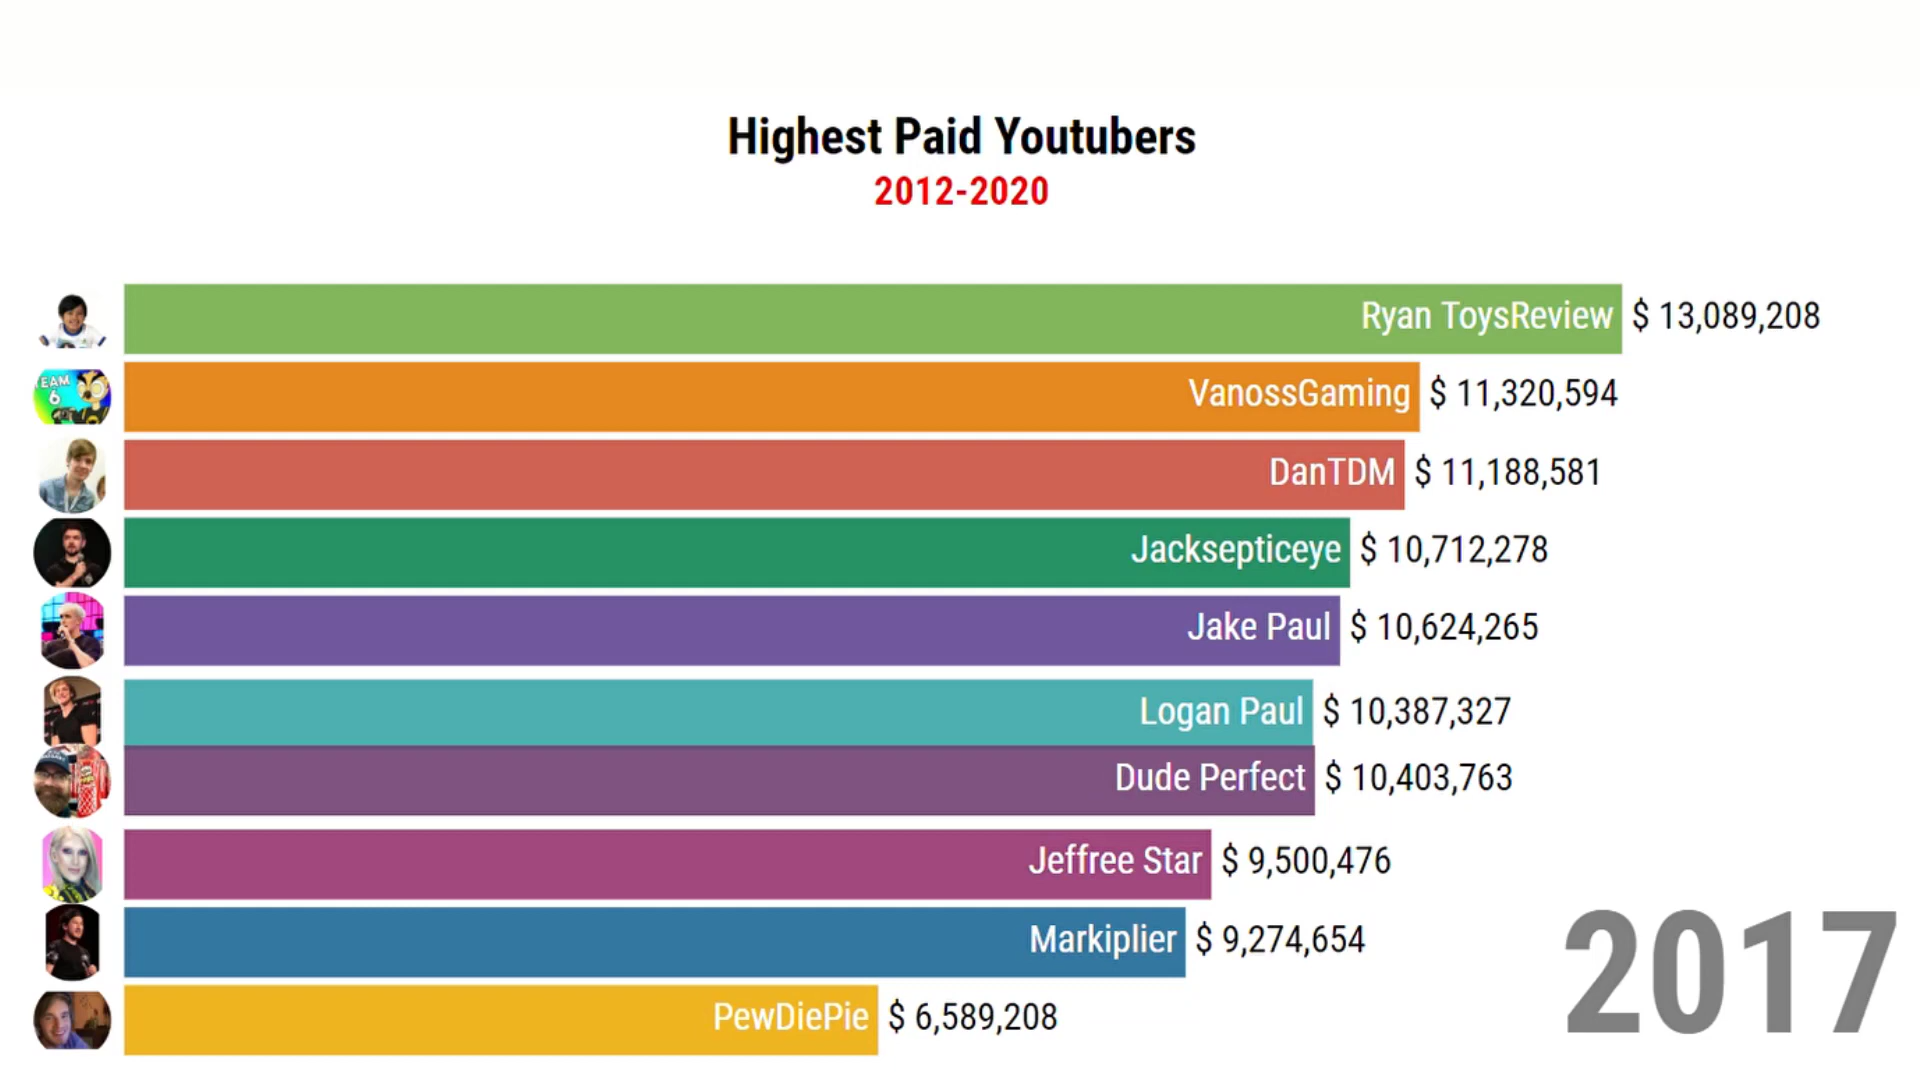 Highest Paid Youtubers
2012-2020
Ryan ToysReview $ 13,089,208
TEAM
6
VanossGaming $ 11,320,594
DanTDM $ 11,188,581
Jacksepticeye $ 10,712,278
Jake Paul $ 10,624,265
Logan Paul $ 10,387,327
Dude Perfect $ 10,403,763
Jeffree Star $ 9,500,476
Markiplier $ 9,274,654
PewDiePie $ 6,589,208
2017